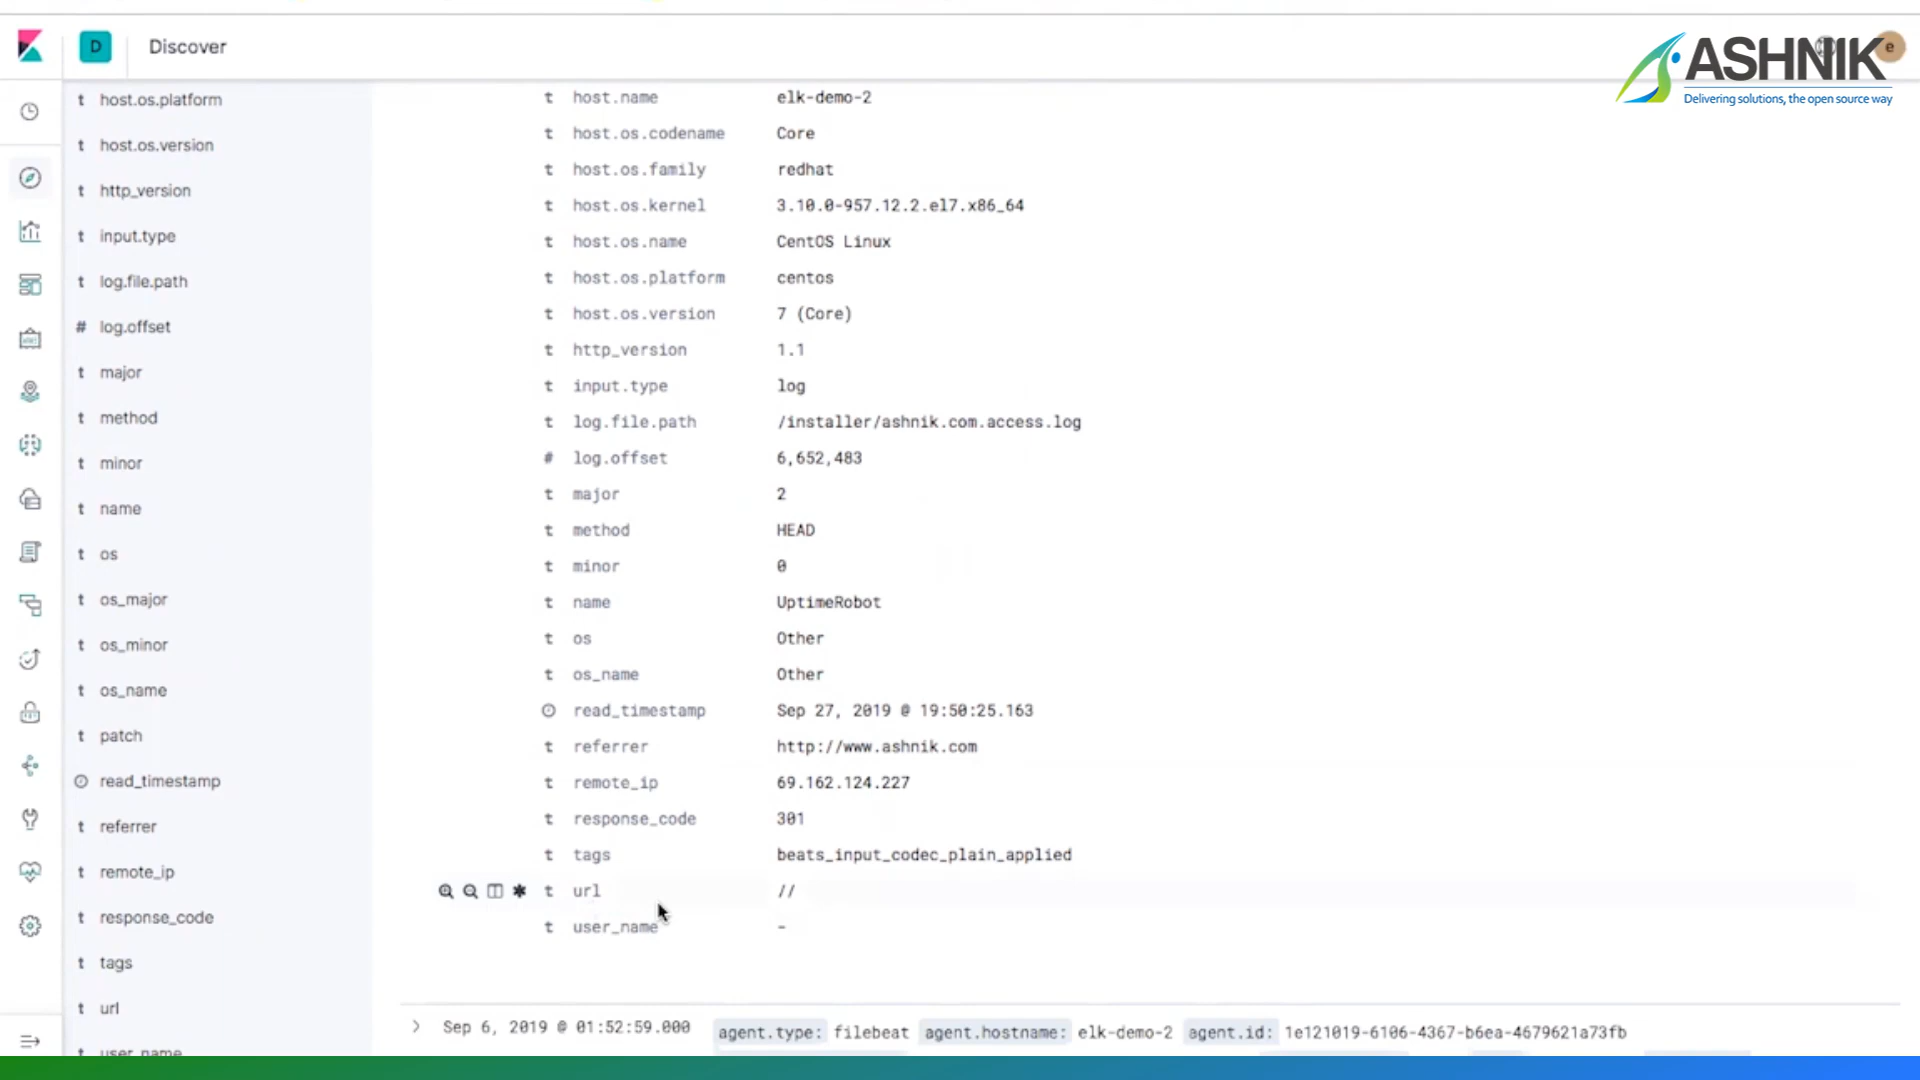 D Discover
ASHNIK
Delivering solutions, the open source way
e
t host.os.platform
t host.os.version
t http_version
t input.type
t log.file.path
# log.offset
t major
t method
t minor
t name
t os
t os_major
t os_minor
t os_name
t patch
read_timestamp
t referrer
t remote_ip
t response_code
t tags
t url
user_name
t host.name elk-demo-2
t host.os.codename Core
t host.os.family redhat
t host.os.kernel 3.10.0-957.12.2.el7.x86_64
t host.os.name CentOS Linux
t host.os.platform centos
t host.os.version 7 (Core)
t http_version 1.1
t input.type log
t log.file.path /installer/ashnik.com.access.log
# log.offset 6,652,483
t major 2
t method HEAD
t minor 0
t name UptimeRobot
t os Other
t os_name Other
read_timestamp Sep 27, 2019 @ 19:50:25.163
t referrer http://www.ashnik.com
t remote_ip 69.162.124.227
t response_code 301
t tags beats_input_codec_plain_applied
t url //
t user_name -
Sep 6, 2019 @ 01:52:59.000 agent.type: filebeat agent.hostname: elk-demo-2 agent.id: 1e121019-6106-4367-b6ea-4679621a73fb